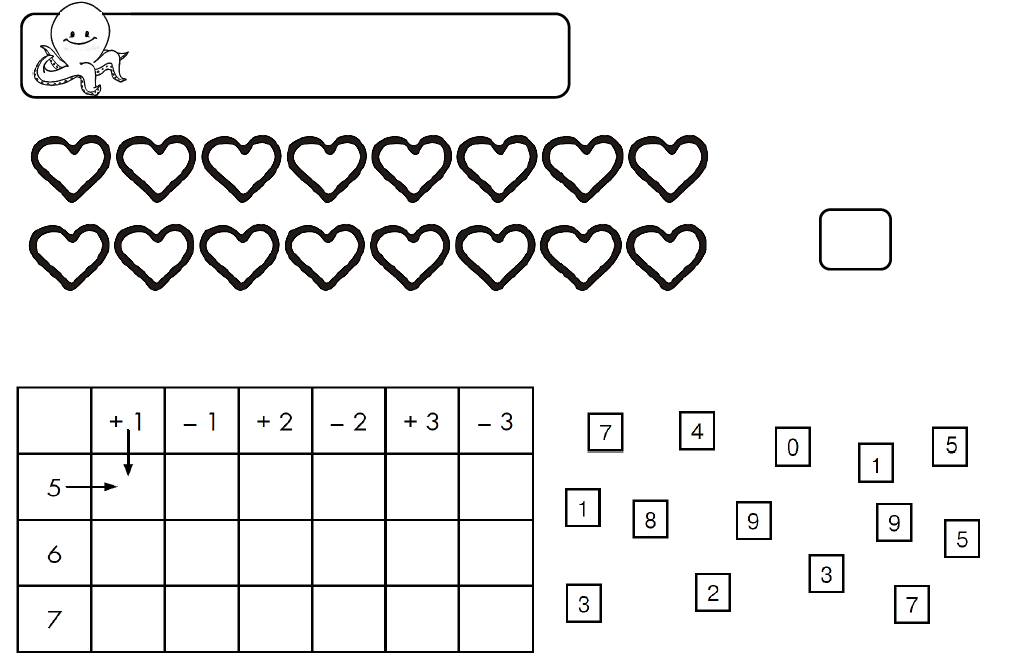 + 1 – 1 + 2 – 2 + 3 – 3
5
6
7
7 4 0 1 5
1 8 9 9 5
3 2 3 7